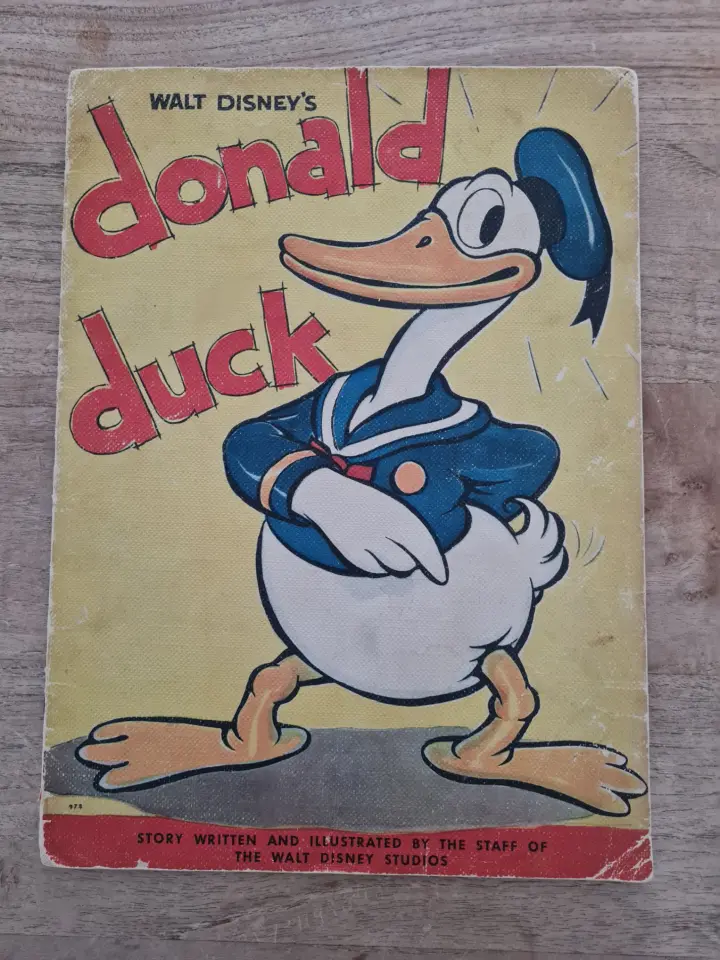 WALT DISNEY'S
donald
duck
978
STORY WRITTEN AND ILLUSTRATED BY THE STAFF OF
THE WALT DISNEY STUDIOS